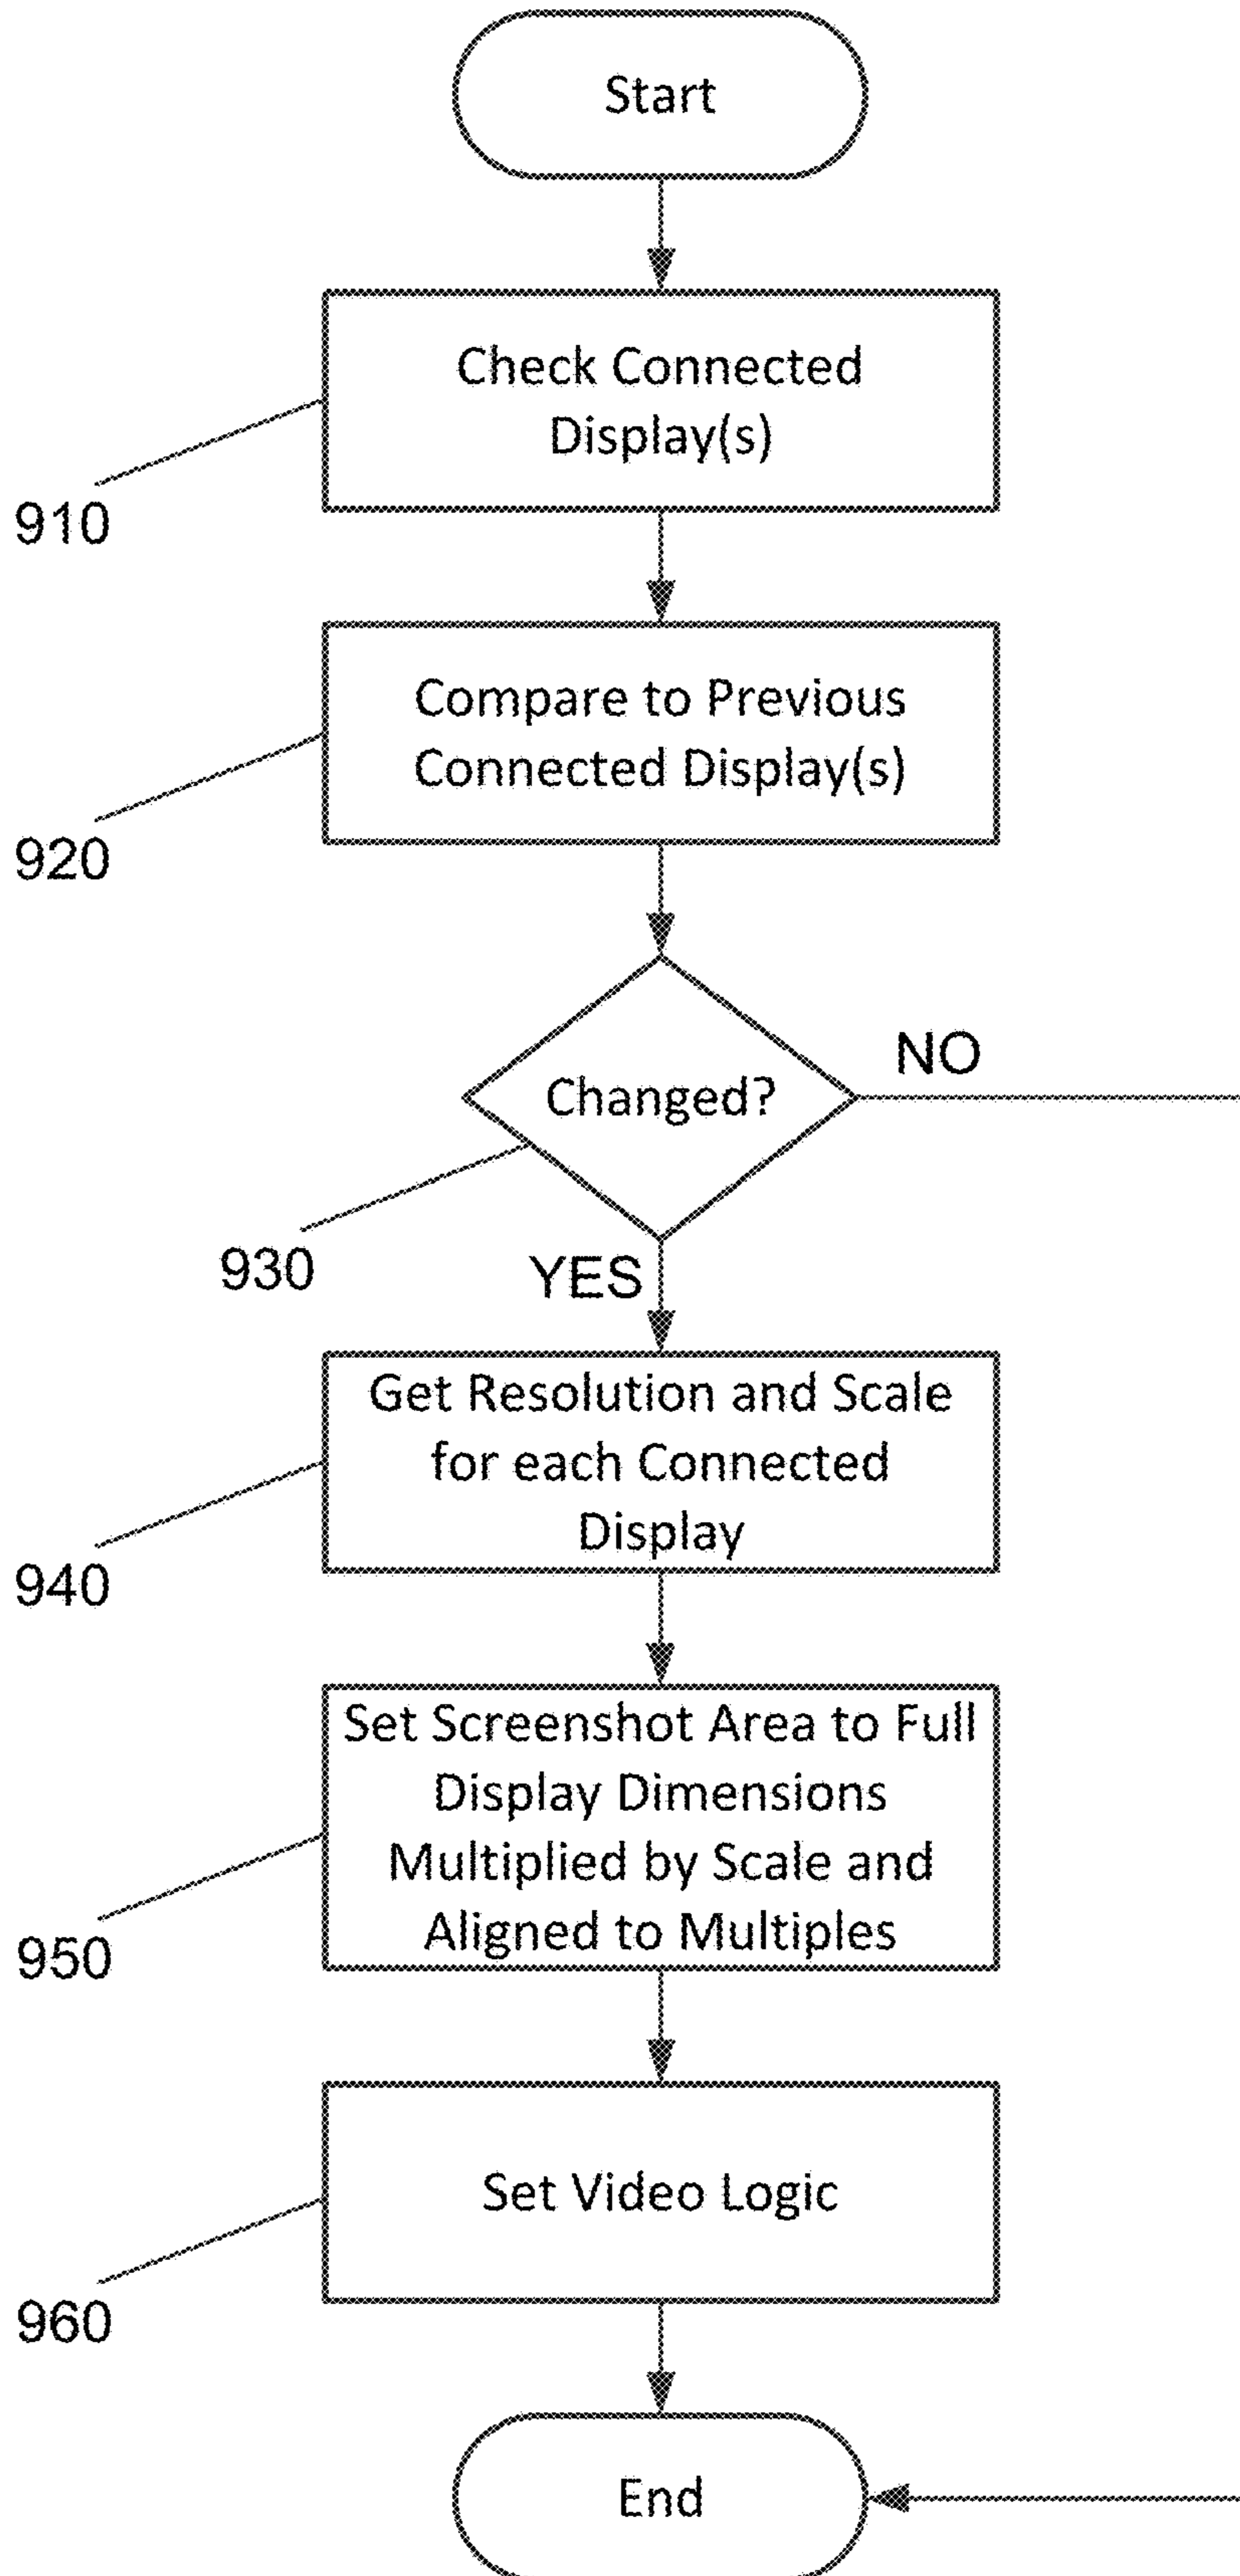 Start
Check Connected
Display(s)
910
Compare to Previous
Connected Display(s)
920
NO
Changed?
930
YES
Get Resolution and Scale
for each Connected
Display
940
Set Screenshot Area to Full
Display Dimensions
Multiplied by Scale and
Aligned to Multiples
950
Set Video Logic
960
End